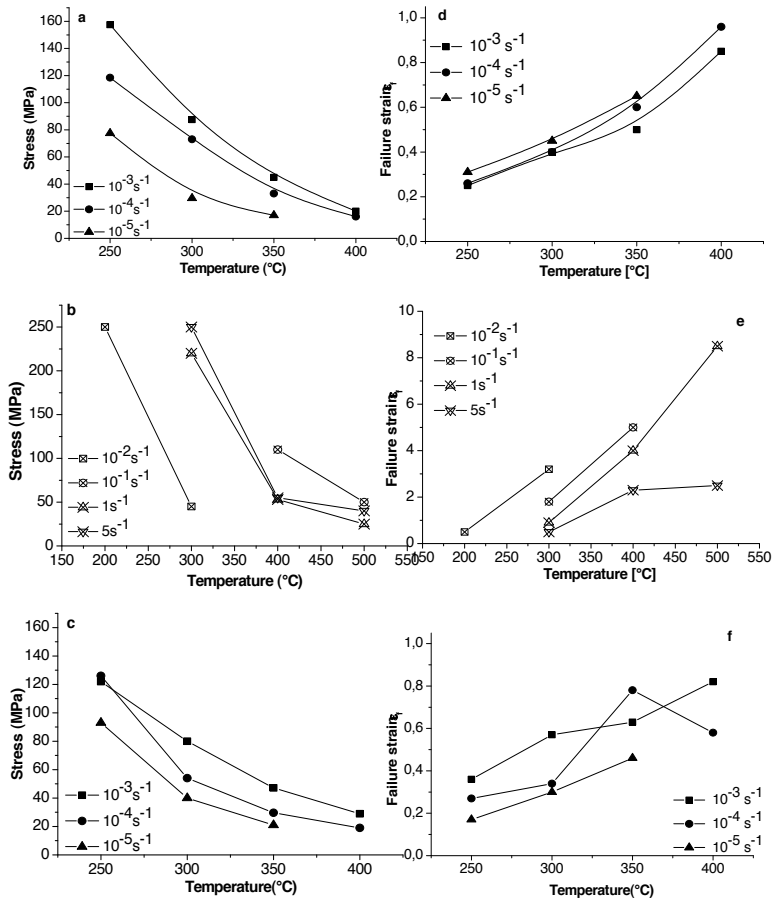 a
160
140
120
100
80
60
40
20
0
Stress (MPa)
10⁻³s⁻¹
10⁻⁴s⁻¹
10⁻⁵s⁻¹
250 300 350 400
Temperature (°C)
d
1,0
0,8
0,6
0,4
0,2
0,0
Failure strain εf
10⁻³ s⁻¹
10⁻⁴ s⁻¹
10⁻⁵ s⁻¹
250 300 350 400
Temperature [°C]
b
250
200
150
100
50
0
Stress (MPa)
10⁻²s⁻¹
10⁻¹s⁻¹
1s⁻¹
5s⁻¹
150 200 250 300 350 400 450 500 550
Temperature (°C)
e
10
8
6
4
2
0
Failure strain εf
10⁻²s⁻¹
10⁻¹s⁻¹
1s⁻¹
5s⁻¹
150 200 250 300 350 400 450 500 550
Temperature [°C]
c
160
140
120
100
80
60
40
20
0
Stress (MPa)
10⁻³s⁻¹
10⁻⁴s⁻¹
10⁻⁵s⁻¹
250 300 350 400
Temperature(°C)
f
1,0
0,8
0,6
0,4
0,2
0,0
Failure strain εf
10⁻³ s⁻¹
10⁻⁴ s⁻¹
10⁻⁵ s⁻¹
250 300 350 400
Temperature[°C]